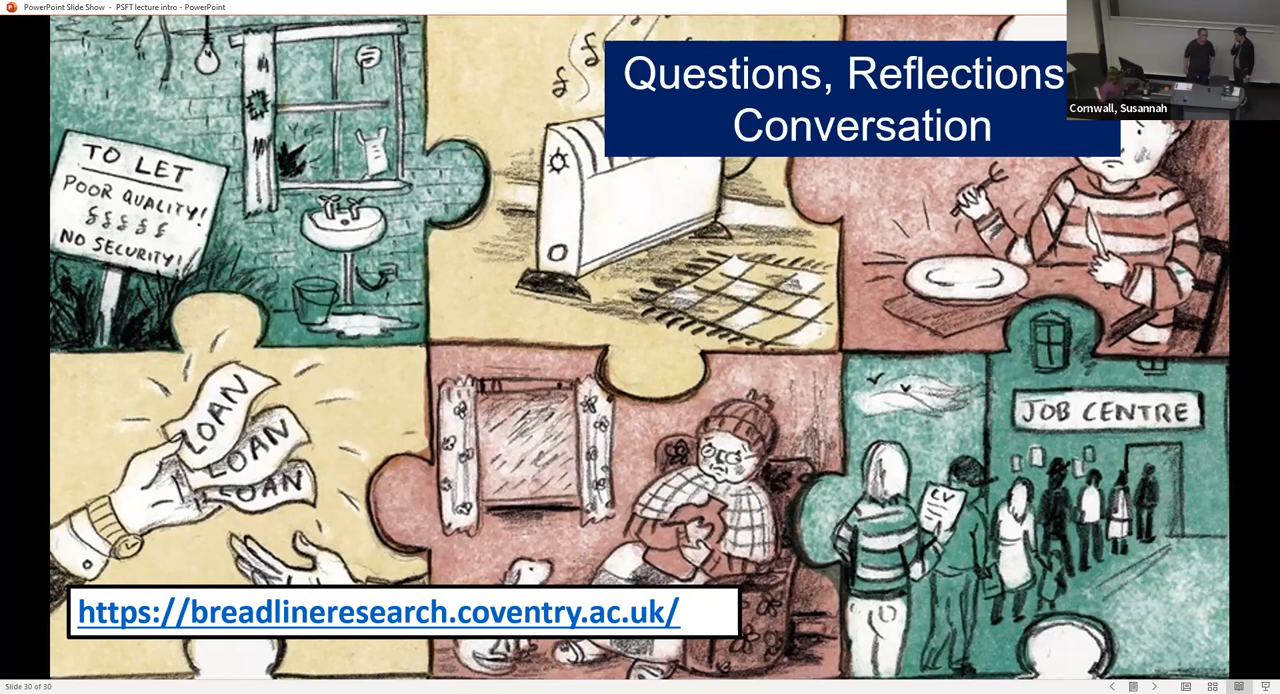 PowerPoint Slide Show - PSFT lecture intro - PowerPoint
Questions, Reflections
Conversation
Cornwall, Susannah
TO LET
POOR QUALITY!
£££££
NO SECURITY!
£
£
£
LOAN
LOAN
LOAN
CV
JOB CENTRE
https://breadlineresearch.coventry.ac.uk/
Slide 30 of 30